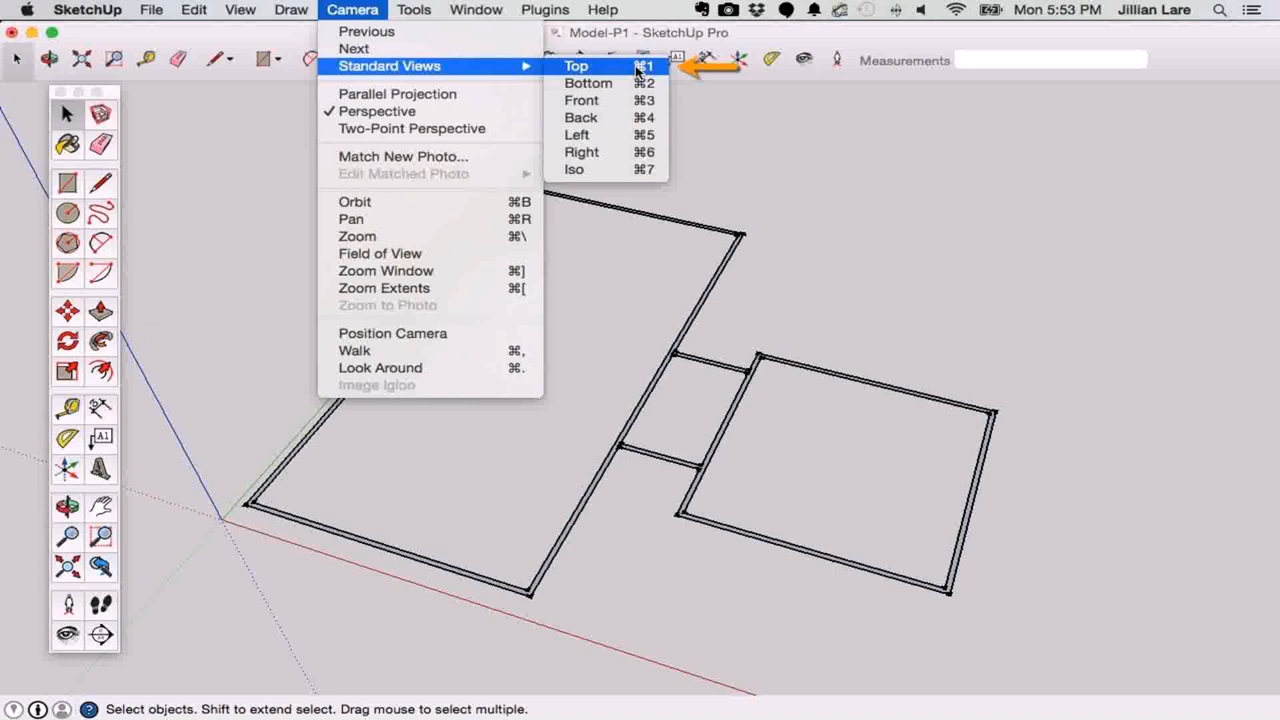 SketchUp File Edit View Draw Camera Tools Window Plugins Help Mon 5:53 PM Jillian Lare
Model-P1 - SketchUp Pro
Measurements
Previous
Next
Standard Views
Parallel Projection
✓ Perspective
Two-Point Perspective
Match New Photo...
Edit Matched Photo
Orbit ⌘B
Pan ⌘R
Zoom ⌘\
Field of View
Zoom Window ⌘]
Zoom Extents ⌘[
Zoom to Photo
Position Camera
Walk ⌘,
Look Around ⌘.
Image Igloo
Top ⌘1
Bottom ⌘2
Front ⌘3
Back ⌘4
Left ⌘5
Right ⌘6
Iso ⌘7
A1
A1
Select objects. Shift to extend select. Drag mouse to select multiple.